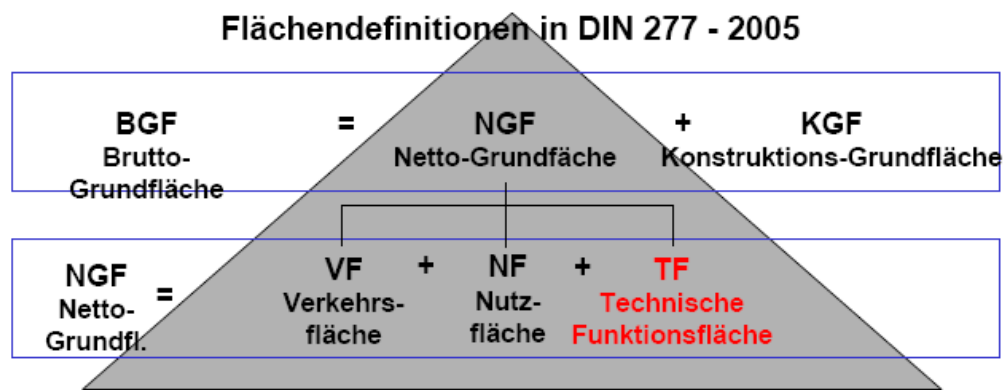 Flächendefinitionen in DIN 277 - 2005
BGF = NGF + KGF
Brutto- Netto-Grundfäche Konstruktions-Grundfläche
Grundfläche
NGF = VF + NF + TF
Netto- Verkehrs- Nutz- Technische
Grundfl. fläche fläche Funktionsfläche